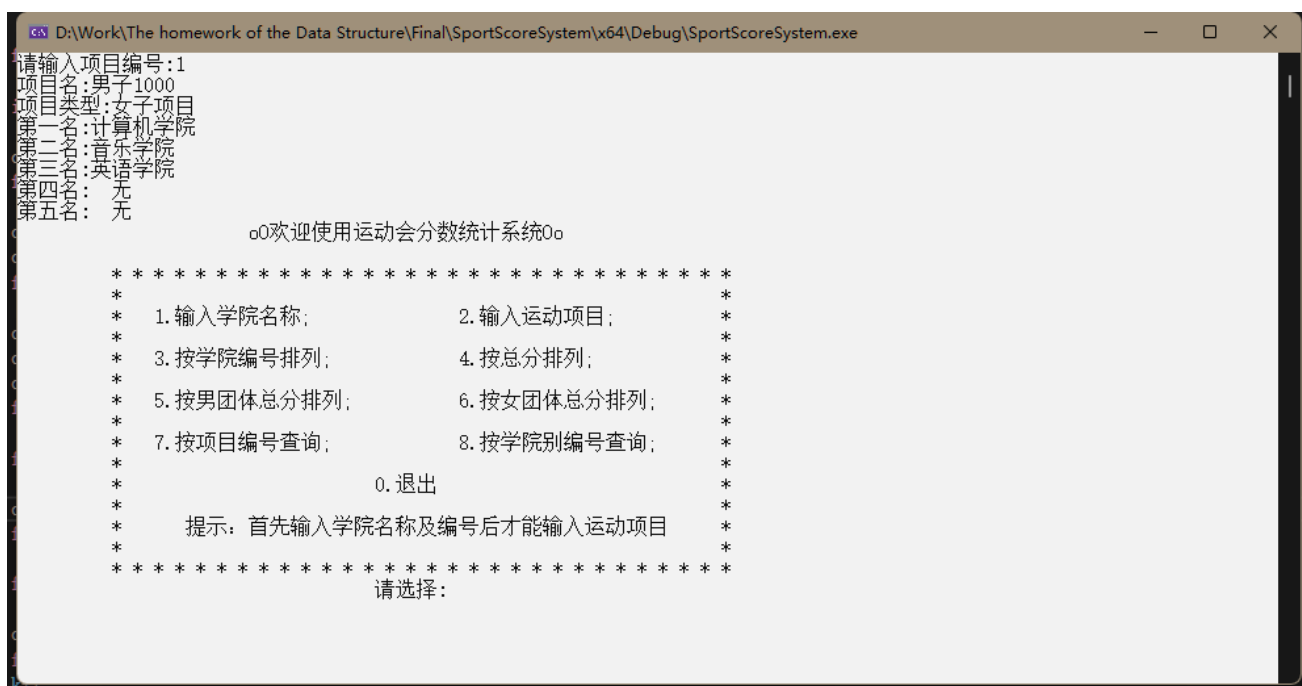 D:\Work\The homework of the Data Structure\Final\SportScoreSystem\x64\Debug\SportScoreSystem.exe
请输入项目编号:1
项目名:男子1000
项目类型:女子项目
第一名:计算机学院
第二名:音乐学院
第三名:英语学院
第四名: 无
第五名: 无
oO欢迎使用运动会分数统计系统Oo
* * * * * * * * * * * * * * * * * * * * * * * * * * * * * *
* *
* 1.输入学院名称; 2.输入运动项目; *
* *
* 3.按学院编号排列; 4.按总分排列; *
* *
* 5.按男团体总分排列; 6.按女团体总分排列; *
* *
* 7.按项目编号查询; 8.按学院别编号查询; *
* *
* 0.退出 *
* *
* 提示: 首先输入学院名称及编号后才能输入运动项目 *
* *
* * * * * * * * * * * * * * * * * * * * * * * * * * * * * *
请选择: